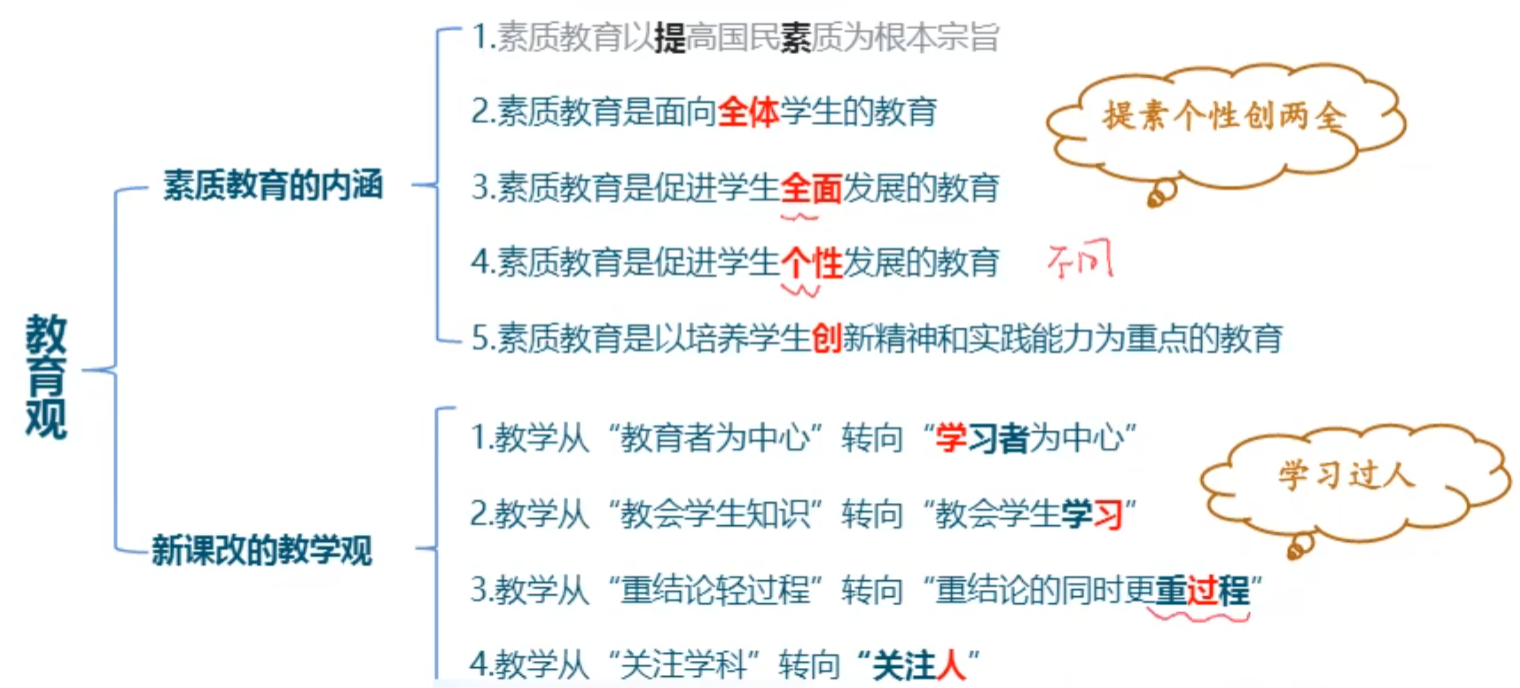 教育观
素质教育的内涵
1.素质教育以提高国民素质为根本宗旨
2.素质教育是面向全体学生的教育
3.素质教育是促进学生全面发展的教育
4.素质教育是促进学生个性发展的教育
不同
5.素质教育是以培养学生创新精神和实践能力为重点的教育
提素个性创两全
新课改的教学观
1.教学从“教育者为中心”转向“学习者为中心”
2.教学从“教会学生知识”转向“教会学生学习”
3.教学从“重结论轻过程”转向“重结论的同时更重过程”
4.教学从“关注学科”转向“关注人”
学习过人